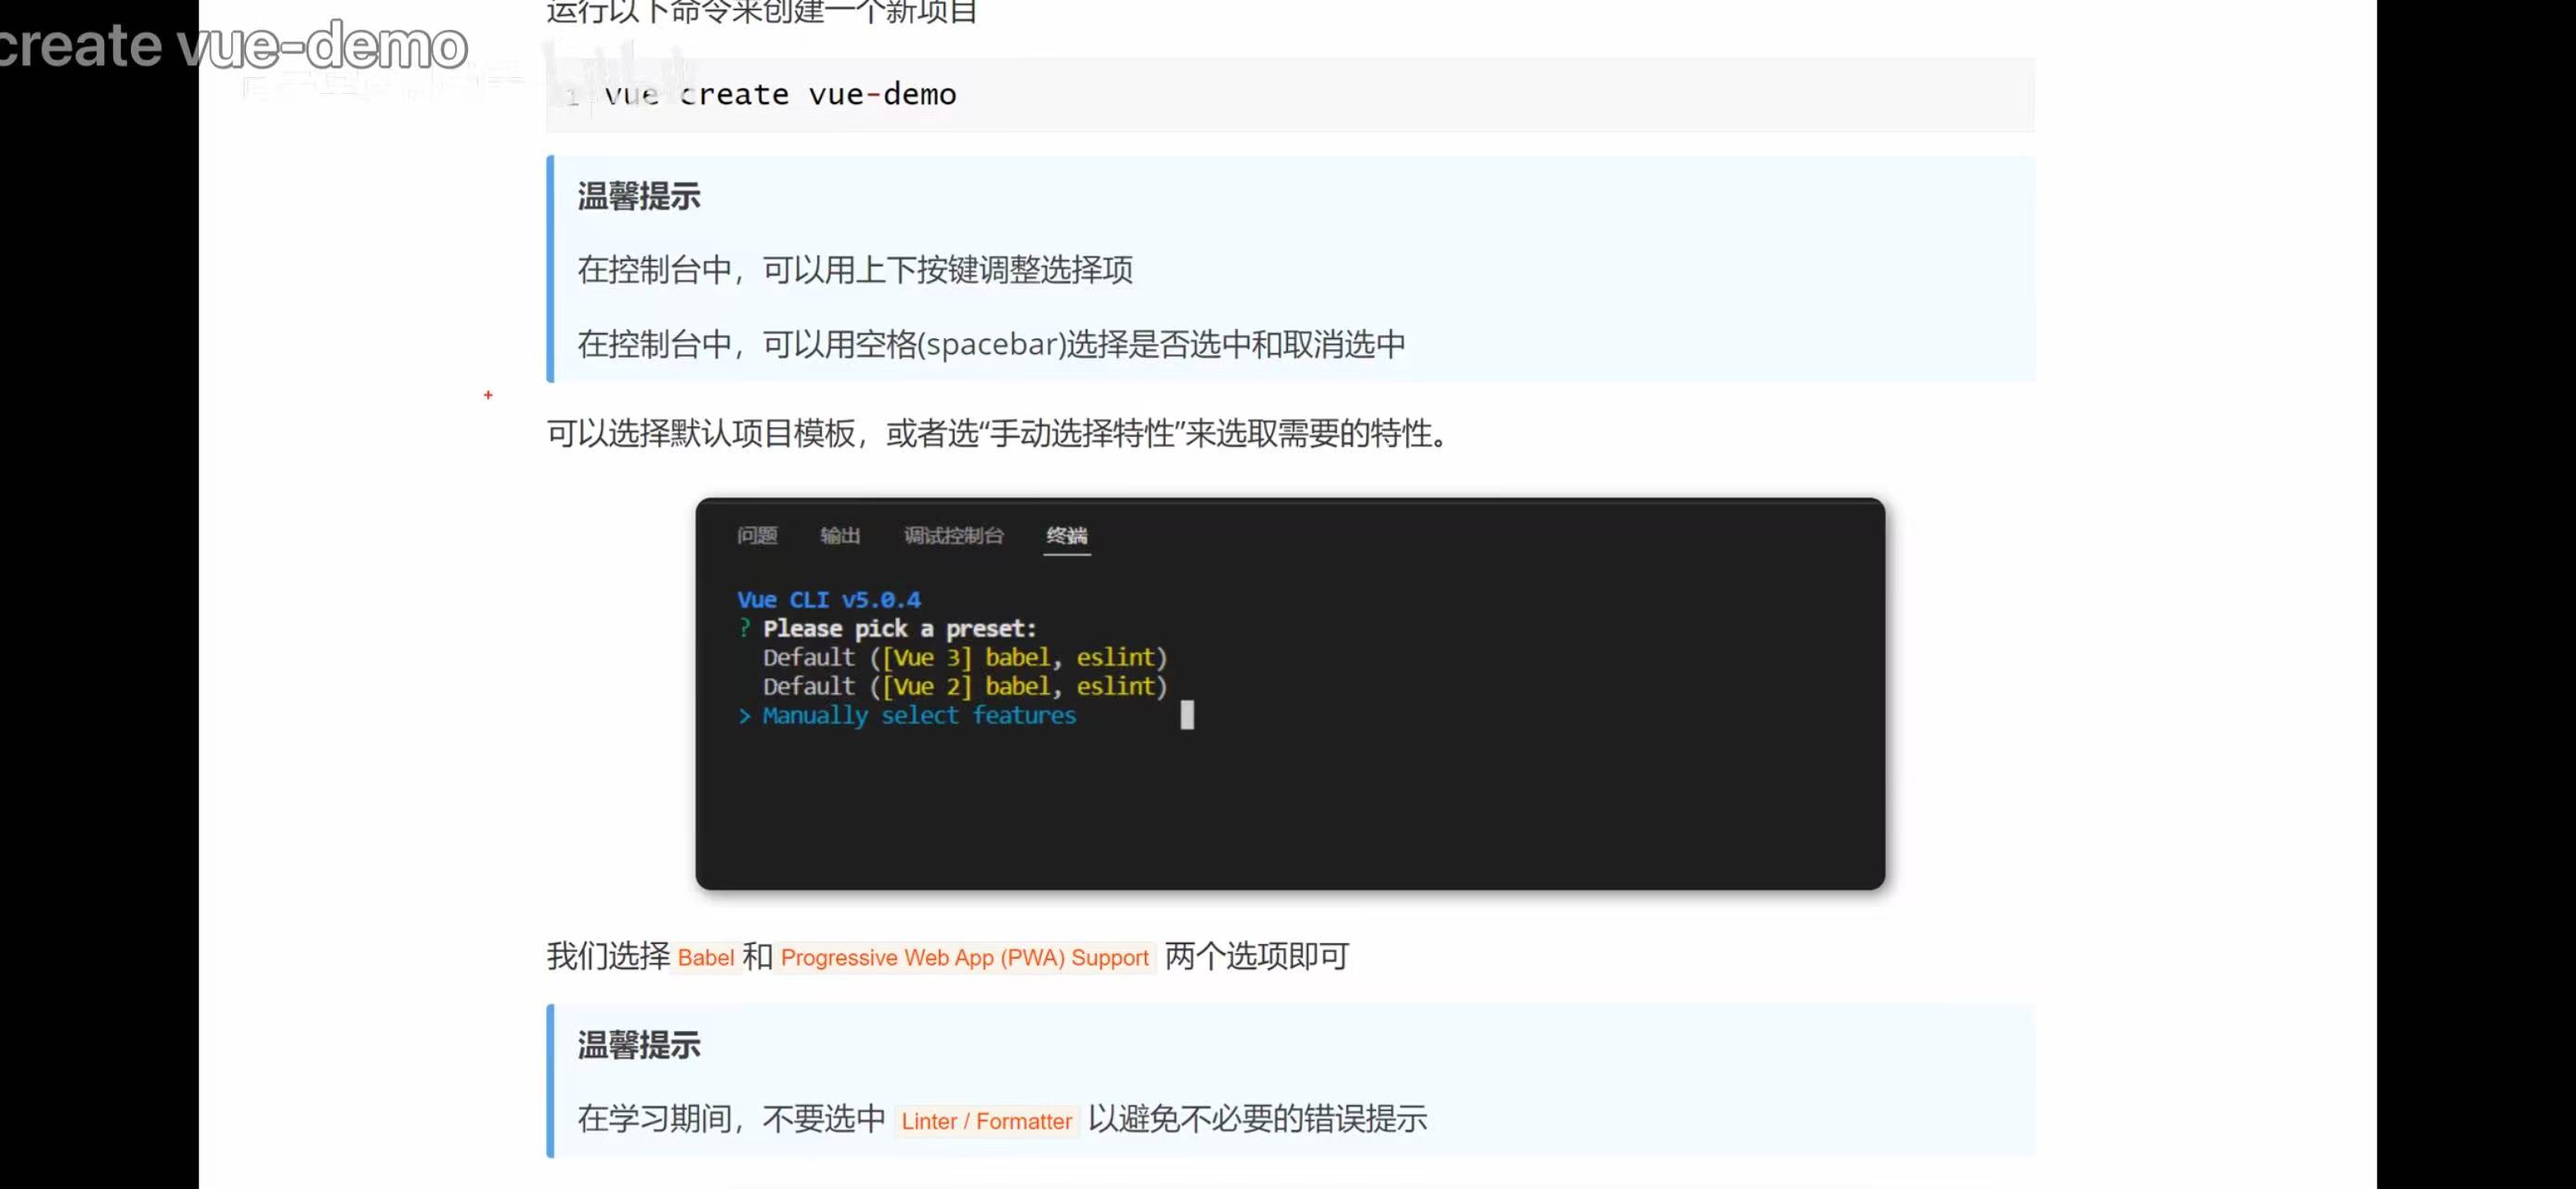 运行以下命令来创建一个新项目
create vue-demo
1 vue create vue-demo
温馨提示
在控制台中，可以用上下按键调整选择项
在控制台中，可以用空格(spacebar)选择是否选中和取消选中
可以选择默认项目模板，或者选“手动选择特性”来选取需要的特性。
问题 输出 调试控制台 终端
Vue CLI v5.0.4
? Please pick a preset:
Default ([Vue 3] babel, eslint)
Default ([Vue 2] babel, eslint)
> Manually select features
我们选择 Babel 和 Progressive Web App (PWA) Support 两个选项即可
温馨提示
在学习期间，不要选中 Linter / Formatter 以避免不必要的错误提示